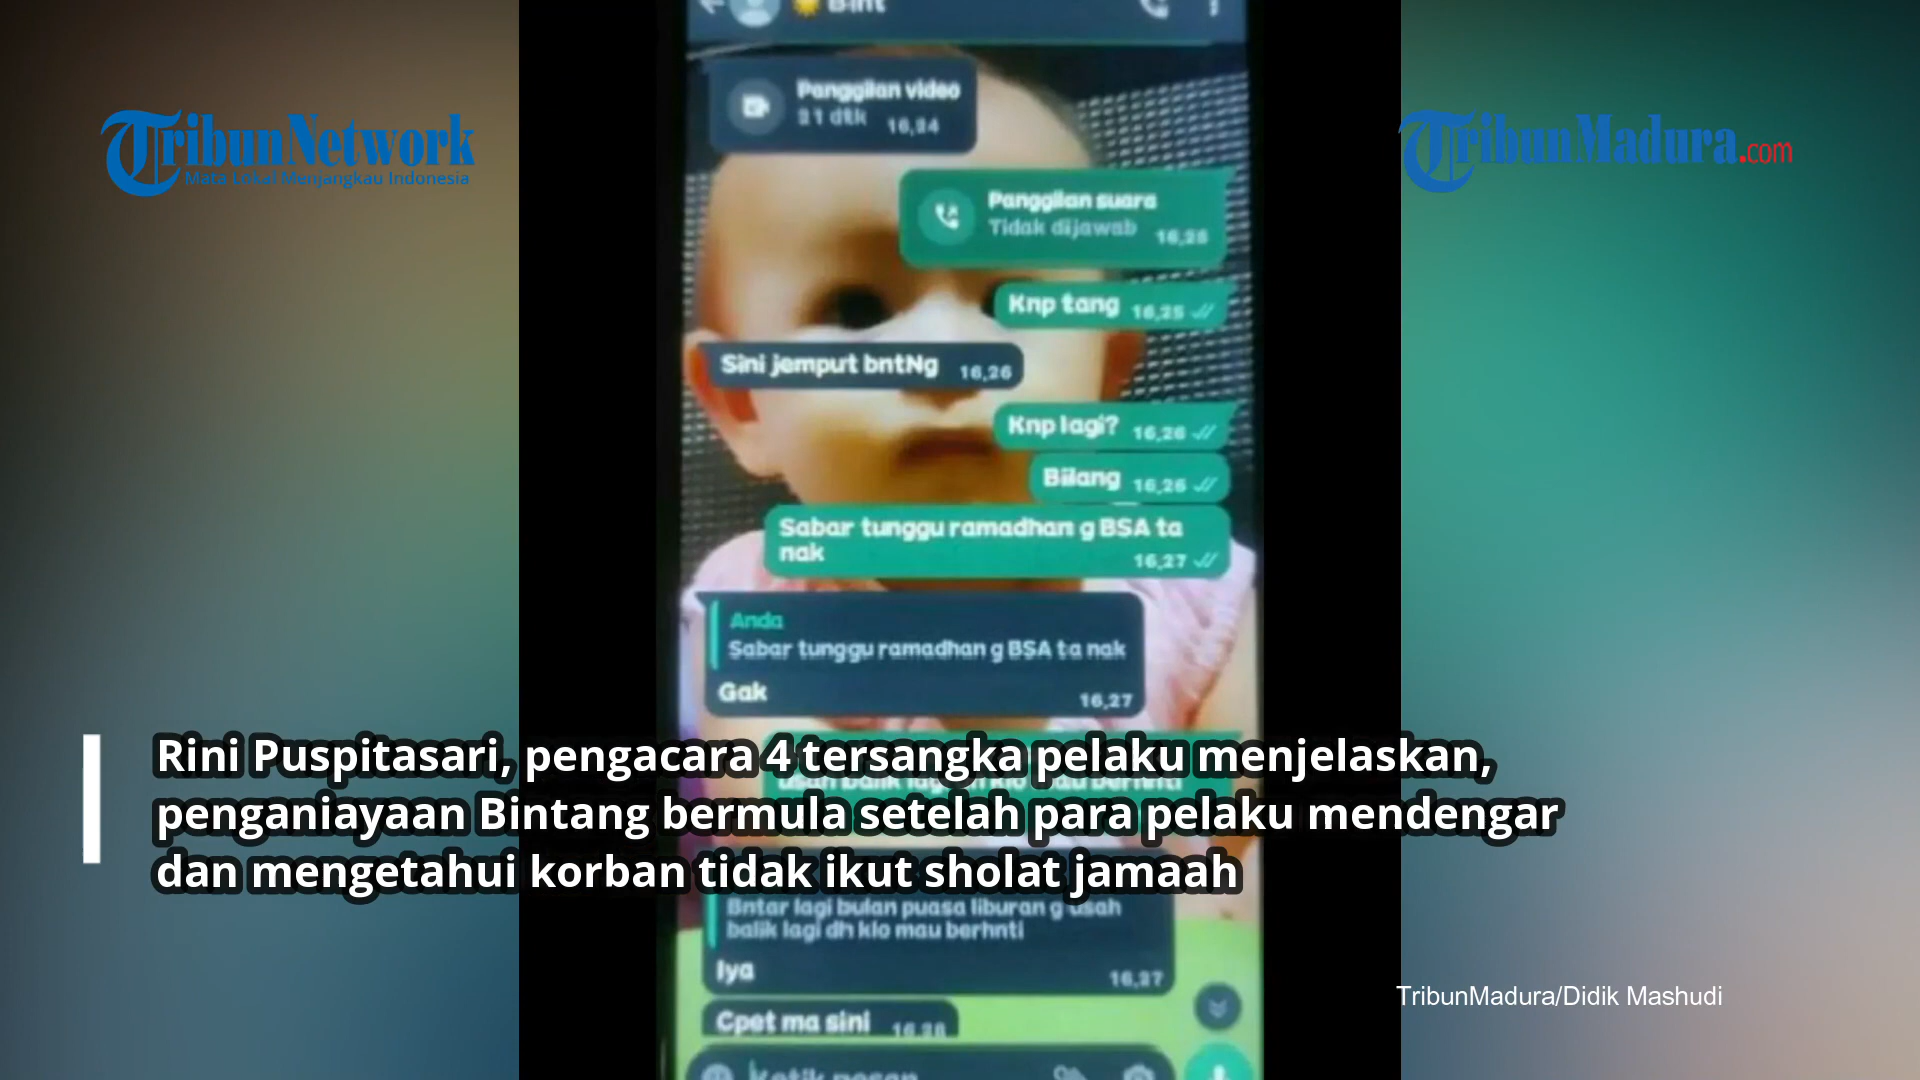 Bint
TribunNetwork
Mata Lokal Menjangkau Indonesia
TribunMadura.com
Panggilan video
21 dtk 16,24
Panggilan suara
Tidak dijawab 16,25
Knp tang 16,25
Sini jemput bntNg 16,26
Knp lagi? 16,26
Bilang 16,26
Sabar tunggu ramadhan g BSA ta
nak 16,27
Anda
Sabar tunggu ramadhan g BSA ta nak
Gak 16,27
Rini Puspitasari, pengacara 4 tersangka pelaku menjelaskan,
penganiayaan Bintang bermula setelah para pelaku mendengar
dan mengetahui korban tidak ikut sholat jamaah
Bntar lagi bulan puasa liburan g usah
balik lagi dh klo mau berhnti
Iya 16,27
Cpet ma sini 16,28
Ketik pesan
TribunMadura/Didik Mashudi